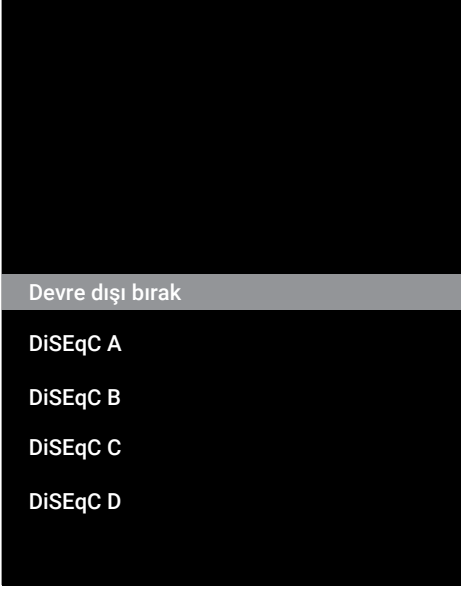 Devre dışı bırak
DiSEqC A
DiSEqC B
DiSEqC C
DiSEqC D